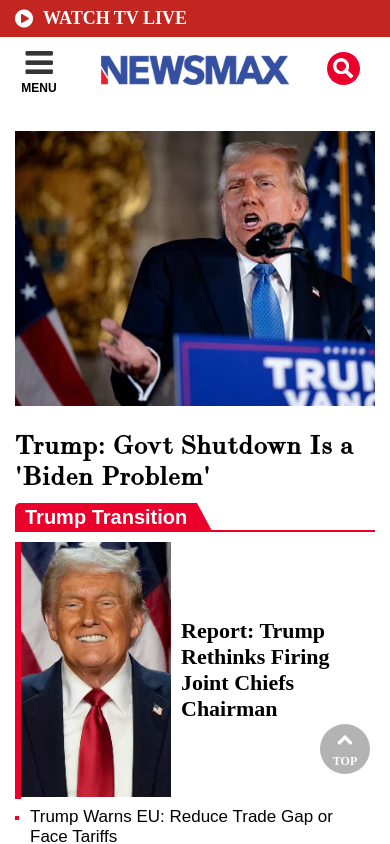 WATCH TV LIVE
MENU
NEWSMAX
TRUM
VANC
Trump: Govt Shutdown Is a
'Biden Problem'
Trump Transition
Report: Trump
Rethinks Firing
Joint Chiefs
Chairman
TOP
Trump Warns EU: Reduce Trade Gap or
Face Tariffs